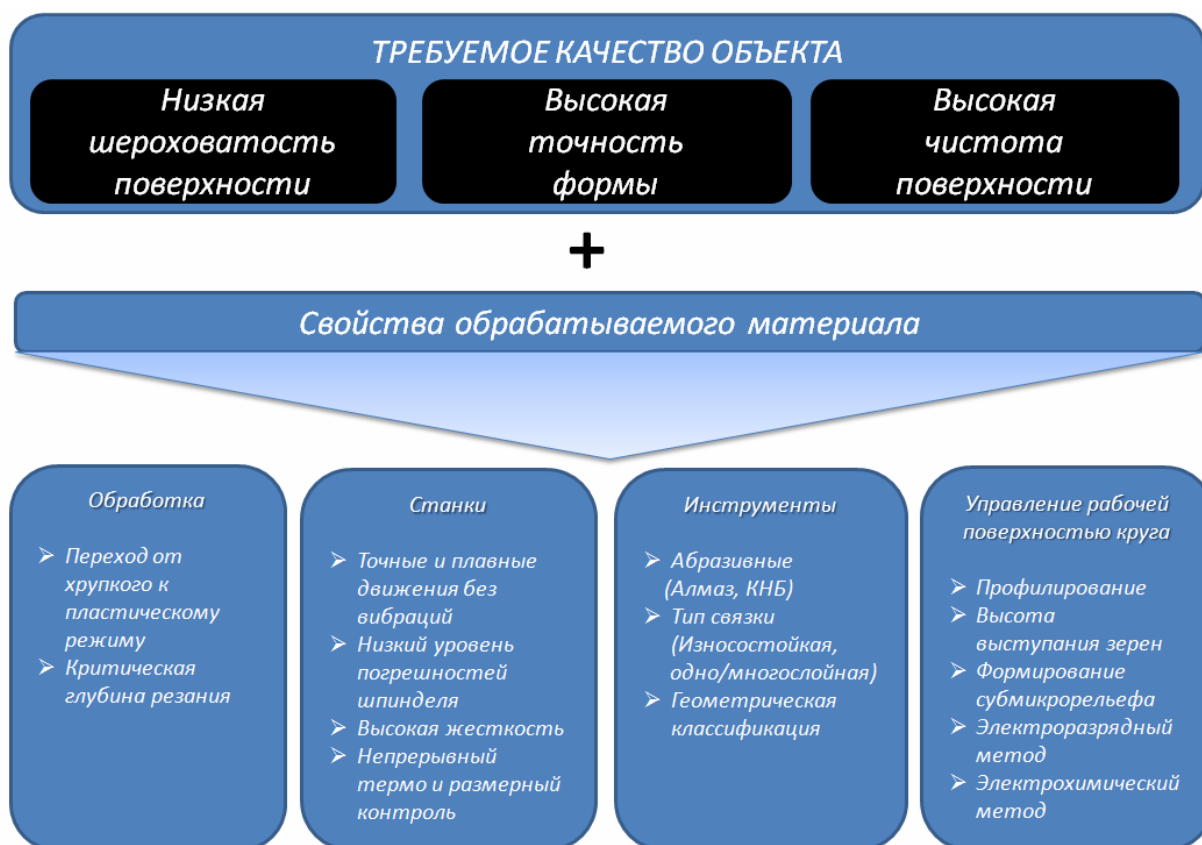 ТРЕБУЕМОЕ КАЧЕСТВО ОБЪЕКТА
Низкая
шероховатость
поверхности
Высокая
точность
формы
Высокая
чистота
поверхности
+
Свойства обрабатываемого материала
Обработка
Переход от
хрупкого к
пластическому
режиму
Критическая
глубина резания
Станки
Точные и плавные
движения без
вибраций
Низкий уровень
погрешностей
шпинделя
Высокая жесткость
Непрерывный
термо и размерный
контроль
Инструменты
Абразивные
(Алмаз, КНБ)
Тип связки
(Износостойкая,
одно/многослойная)
Геометрическая
классификация
Управление рабочей
поверхностью круга
Профилирование
Высота
выступания зерен
Формирование
субмикрорельефа
Электроразрядный
метод
Электрохимический
метод